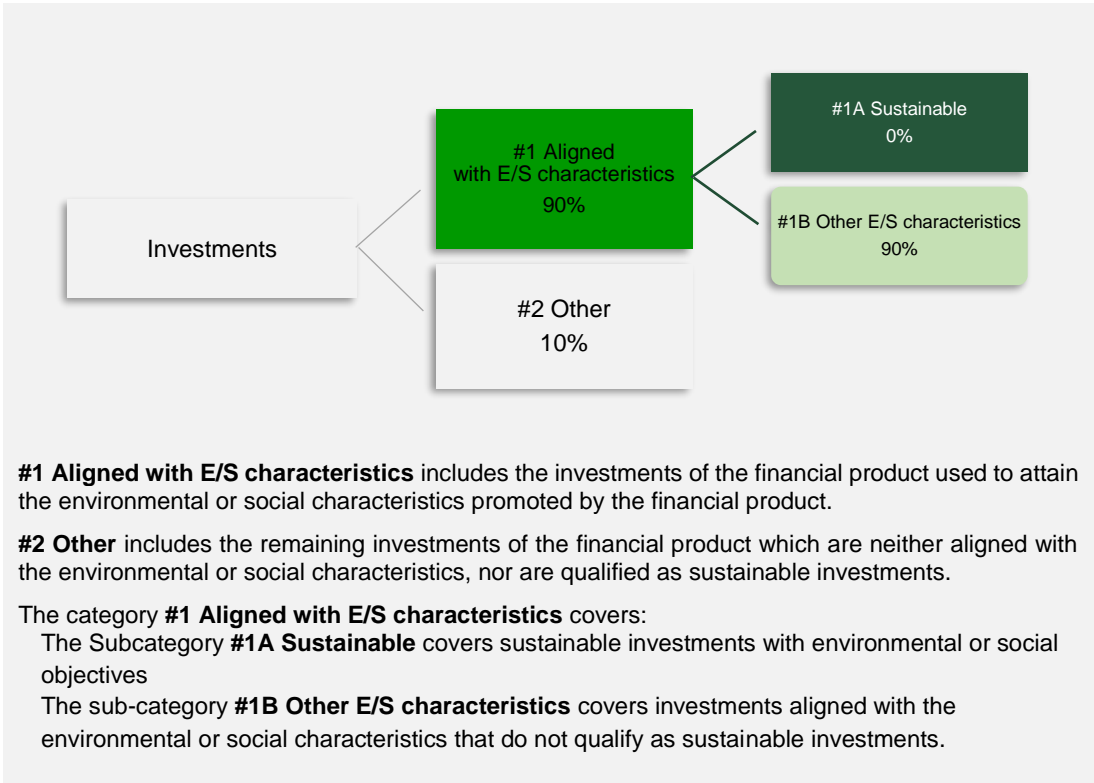 #1A Sustainable
0%
#1 Aligned
with E/S characteristics
90%
#1B Other E/S characteristics
90%
Investments
#2 Other
10%
#1 Aligned with E/S characteristics includes the investments of the financial product used to attain
the environmental or social characteristics promoted by the financial product.
#2 Other includes the remaining investments of the financial product which are neither aligned with
the environmental or social characteristics, nor are qualified as sustainable investments.
The category #1 Aligned with E/S characteristics covers:
The Subcategory #1A Sustainable covers sustainable investments with environmental or social
objectives
The sub-category #1B Other E/S characteristics covers investments aligned with the
environmental or social characteristics that do not qualify as sustainable investments.